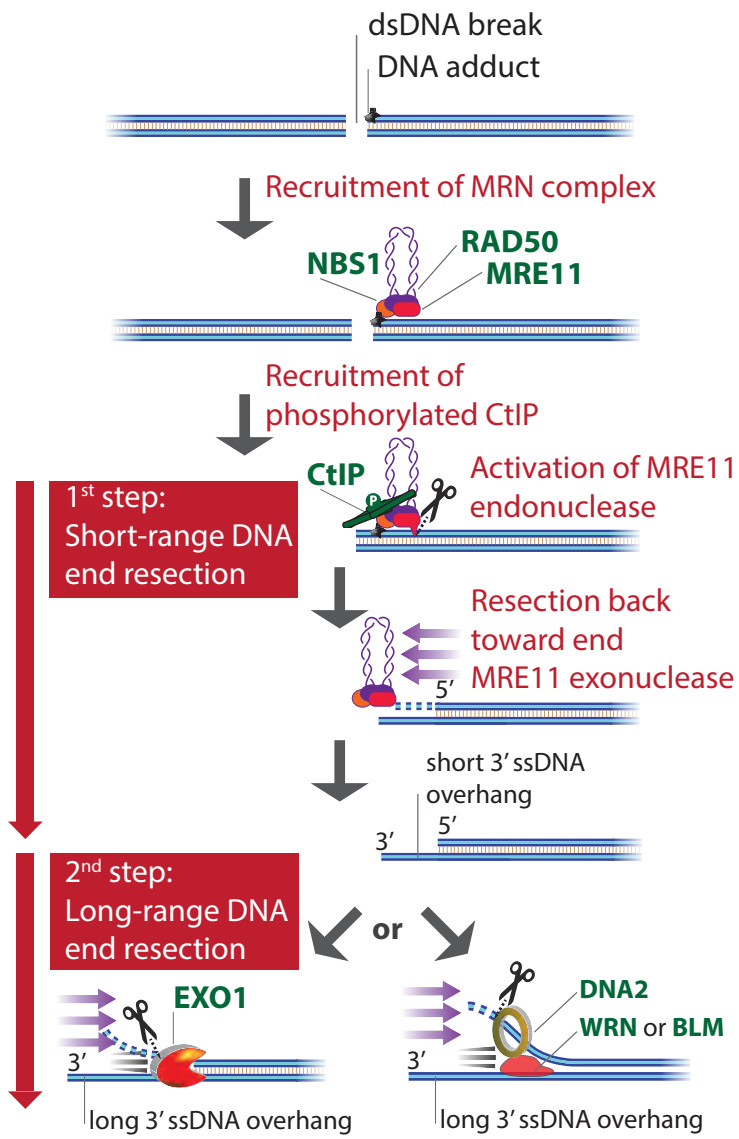 dsDNA break
DNA adduct
Recruitment of MRN complex
RAD50
NBS1
MRE11
Recruitment of
phosphorylated CtIP
CtIP
P
Activation of MRE11
endonuclease
1st step:
Short-range DNA
end resection
Resection back
toward end
MRE11 exonuclease
5′
short 3′ ssDNA
overhang
5′
3′
2nd step:
Long-range DNA
end resection
or
EXO1
3′
long 3′ ssDNA overhang
DNA2
WRN or BLM
3′
long 3′ ssDNA overhang